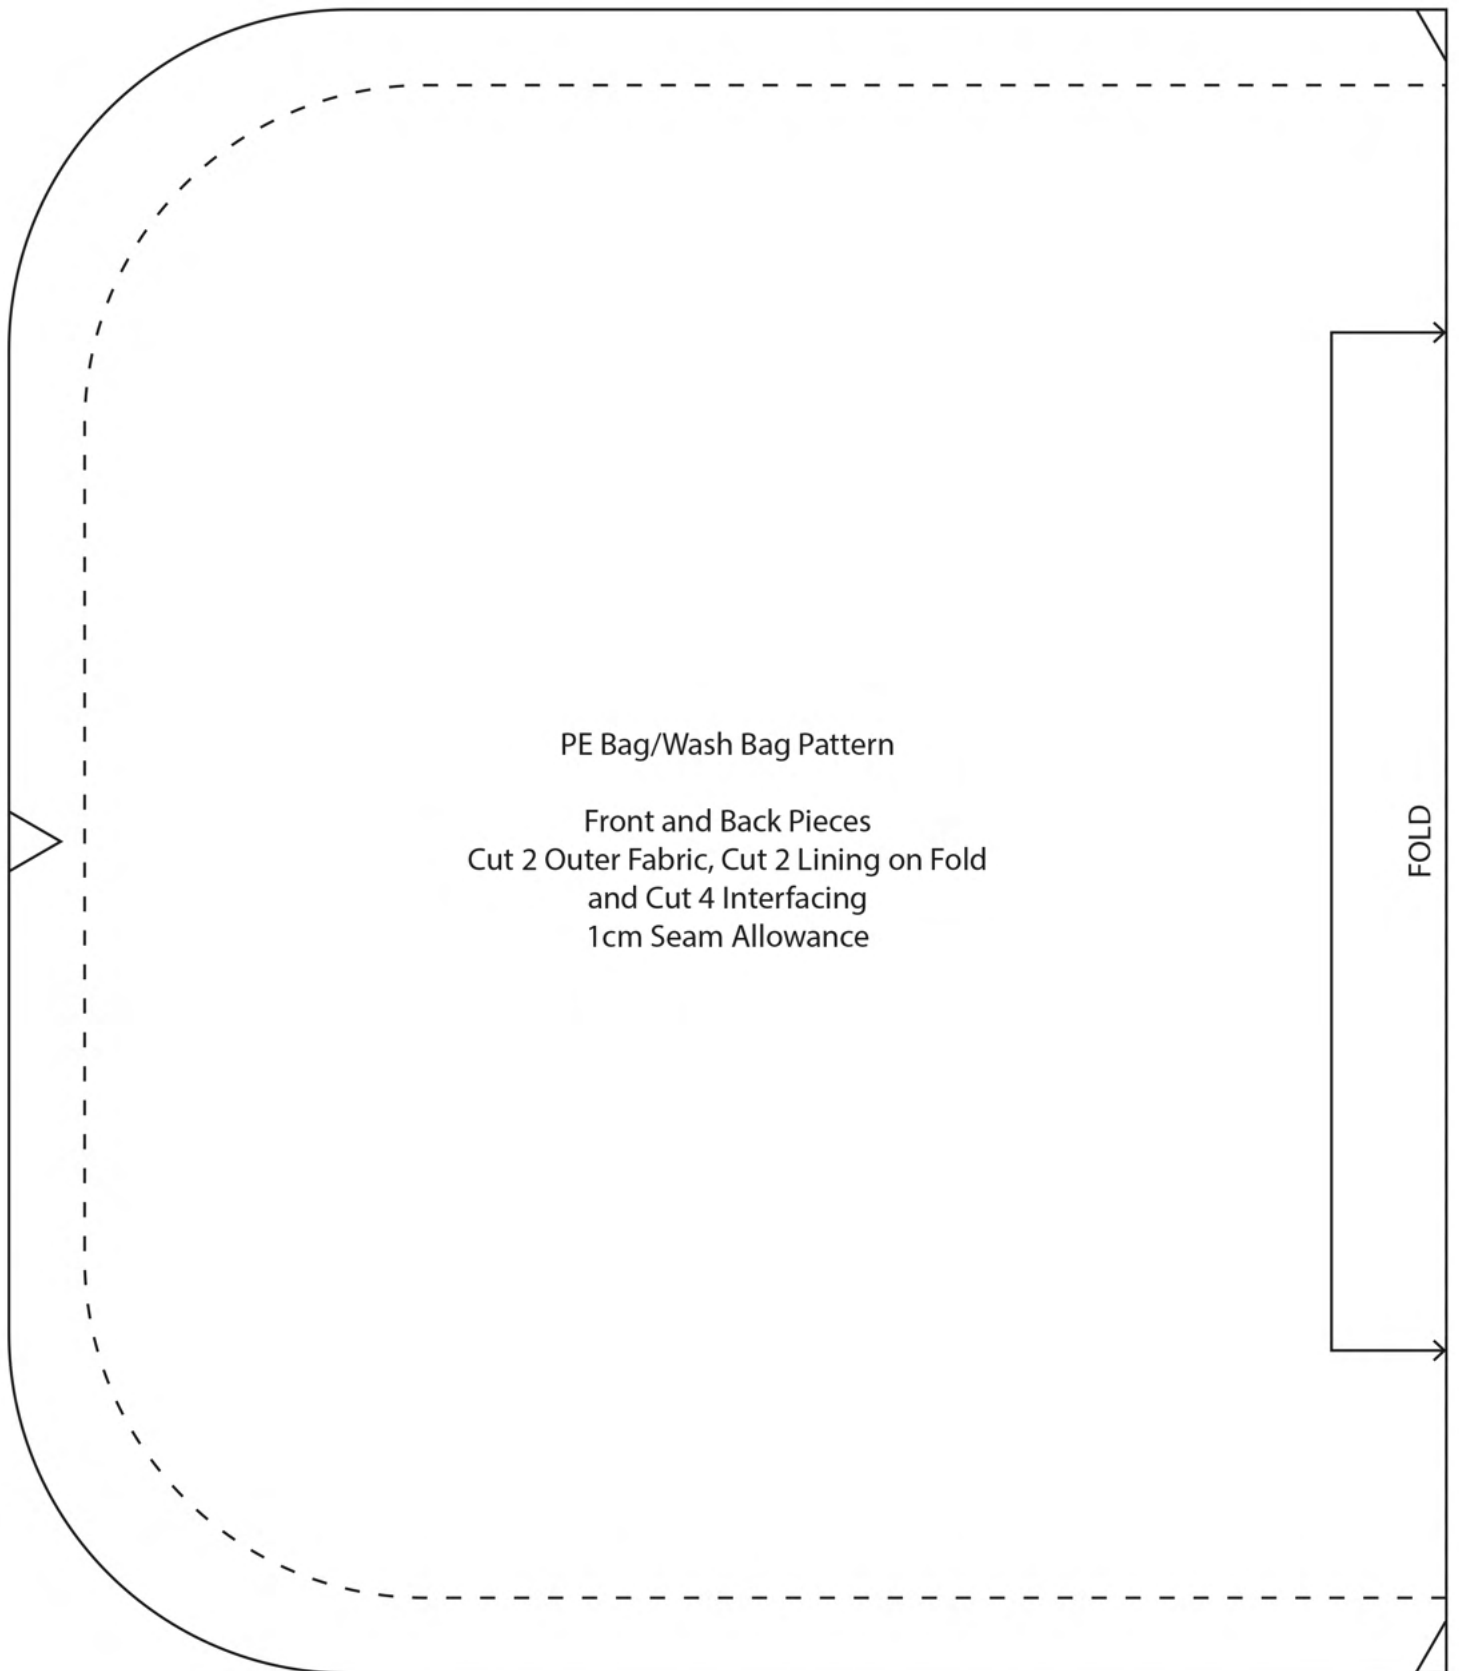 PE Bag/Wash Bag Pattern
Front and Back Pieces
Cut 2 Outer Fabric, Cut 2 Lining on Fold
and Cut 4 Interfacing
1cm Seam Allowance
FOLD